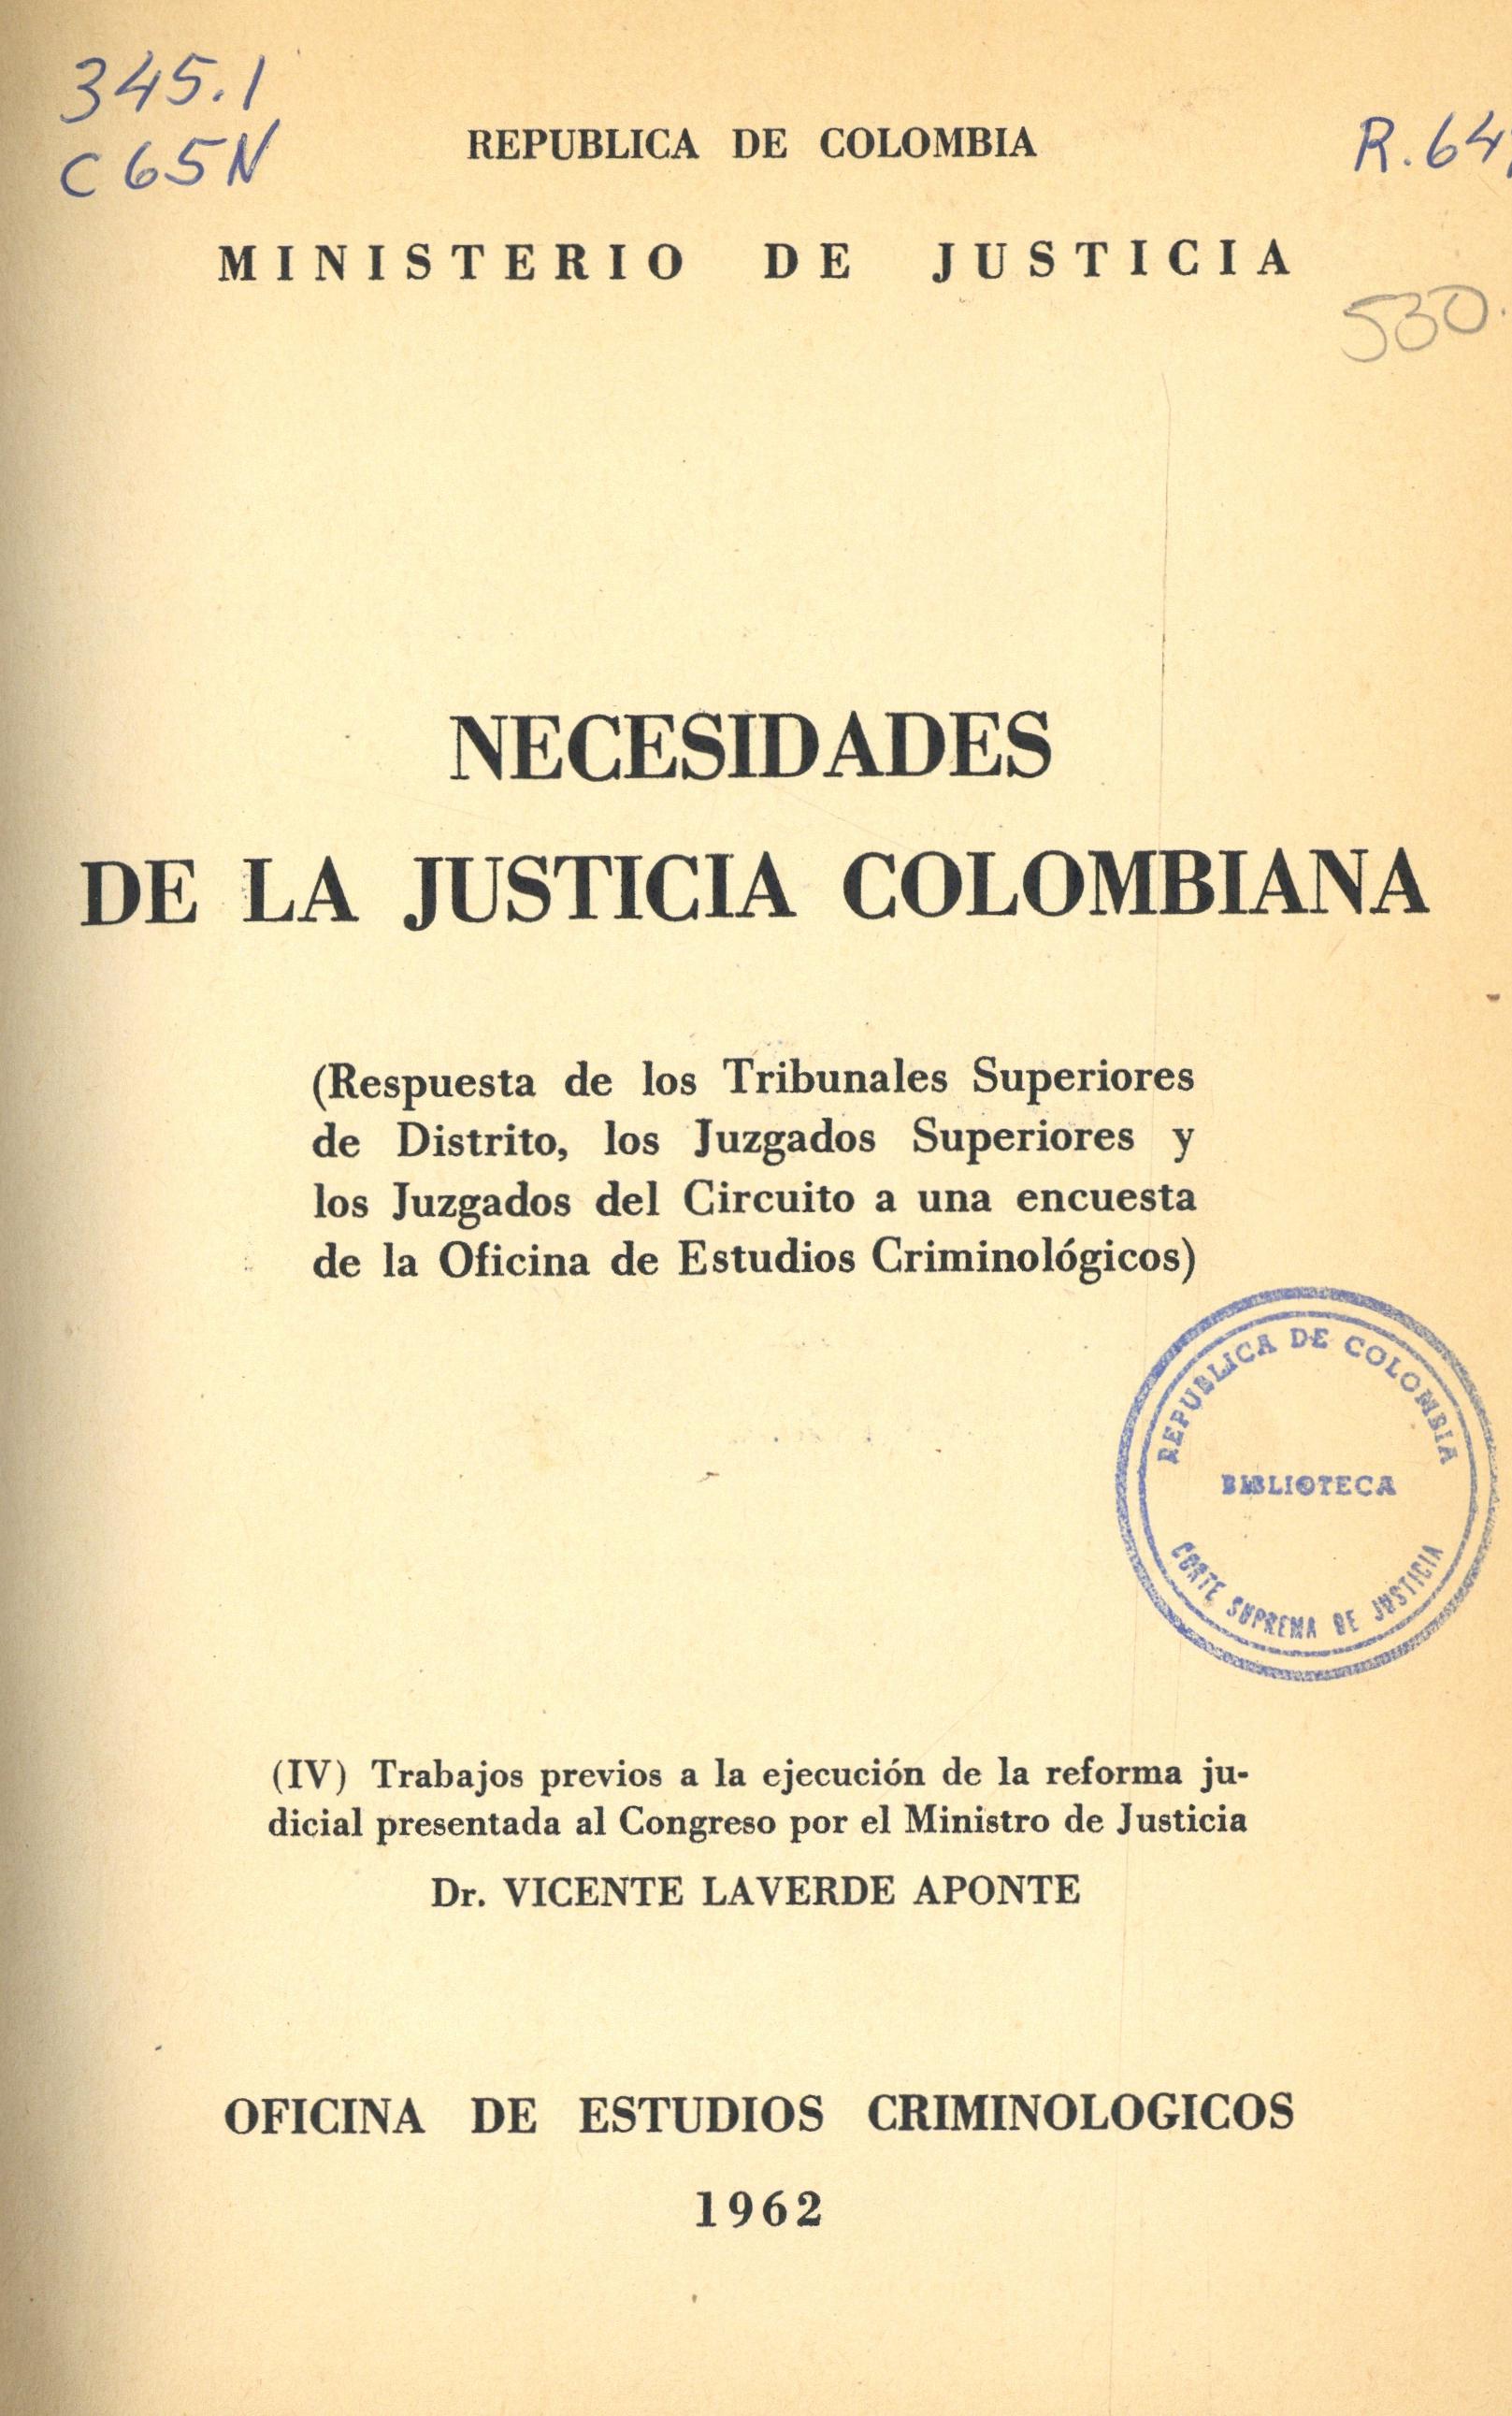 345.1
C65N
REPUBLICA DE COLOMBIA
R.64
MINISTERIO DE JUSTICIA
530.
NECESIDADES
DE LA JUSTICIA COLOMBIANA
(Respuesta de los Tribunales Superiores
de Distrito, los Juzgados Superiores y
los Juzgados del Circuito a una encuesta
de la Oficina de Estudios Criminológicos)
REPUBLICA DE COLOMBIA
BIBLIOTECA
CORTE SUPREMA DE JUSTICIA
(IV) Trabajos previos a la ejecución de la reforma ju-
dicial presentada al Congreso por el Ministro de Justicia
Dr. VICENTE LAVERDE APONTE
OFICINA DE ESTUDIOS CRIMINOLOGICOS
1962